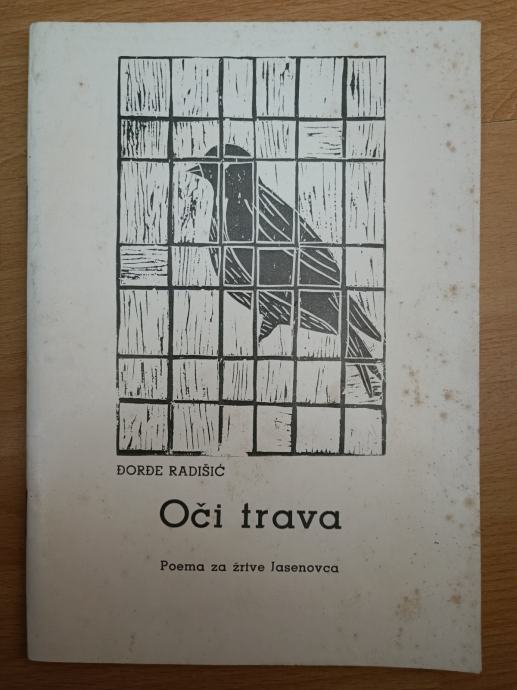 ĐORĐE RADIŠIĆ
Oči trava
Poema za žrtve Jasenovca